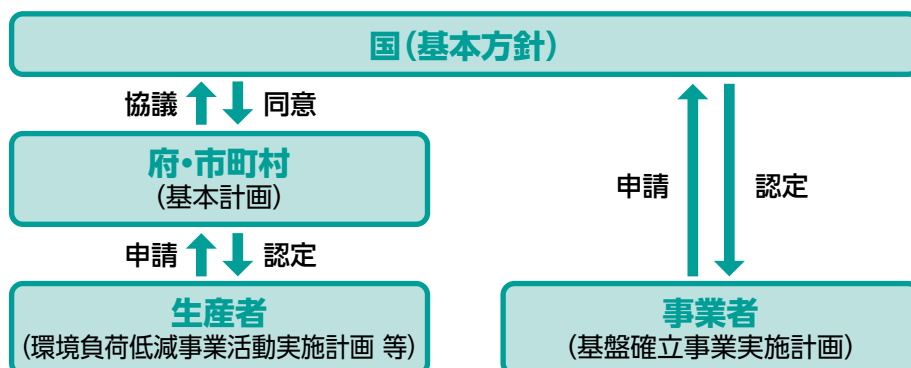 国（基本方針）
協議
同意
府・市町村
（基本計画）
申請
認定
申請
認定
生産者
（環境負荷低減事業活動実施計画 等）
事業者
（基盤確立事業実施計画）